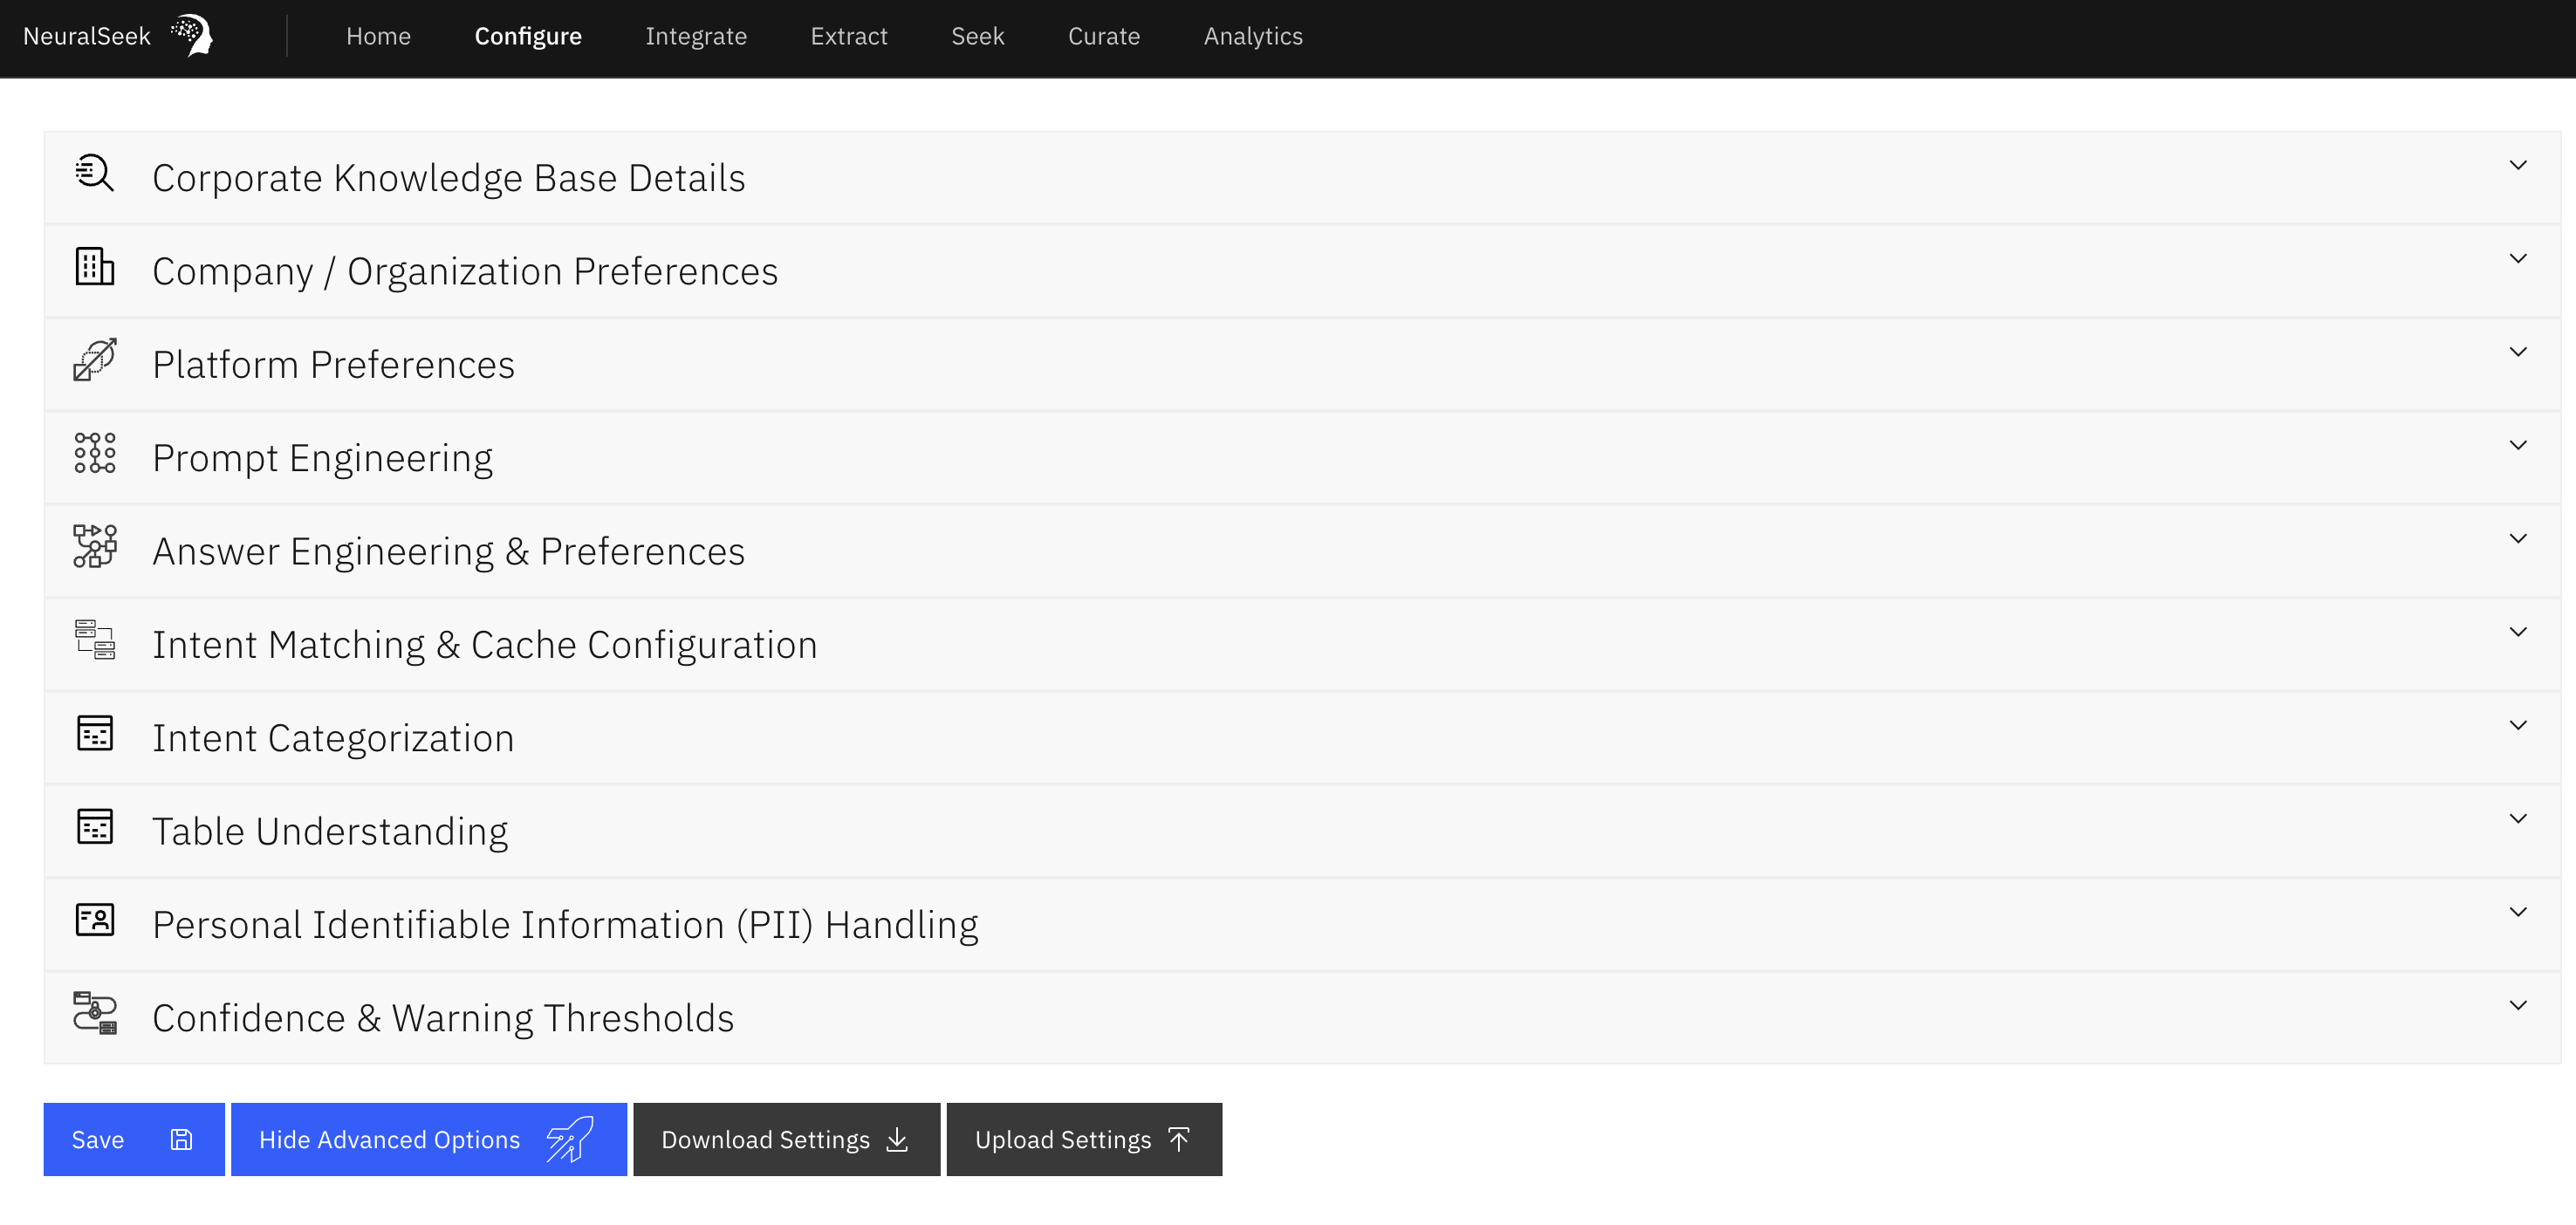 NeuralSeek
Home
Configure
Integrate
Extract
Seek
Curate
Analytics
Corporate Knowledge Base Details
Company / Organization Preferences
Platform Preferences
Prompt Engineering
Answer Engineering & Preferences
Intent Matching & Cache Configuration
Intent Categorization
Table Understanding
Personal Identifiable Information (PII) Handling
Confidence & Warning Thresholds
Save
Hide Advanced Options
Download Settings
Upload Settings